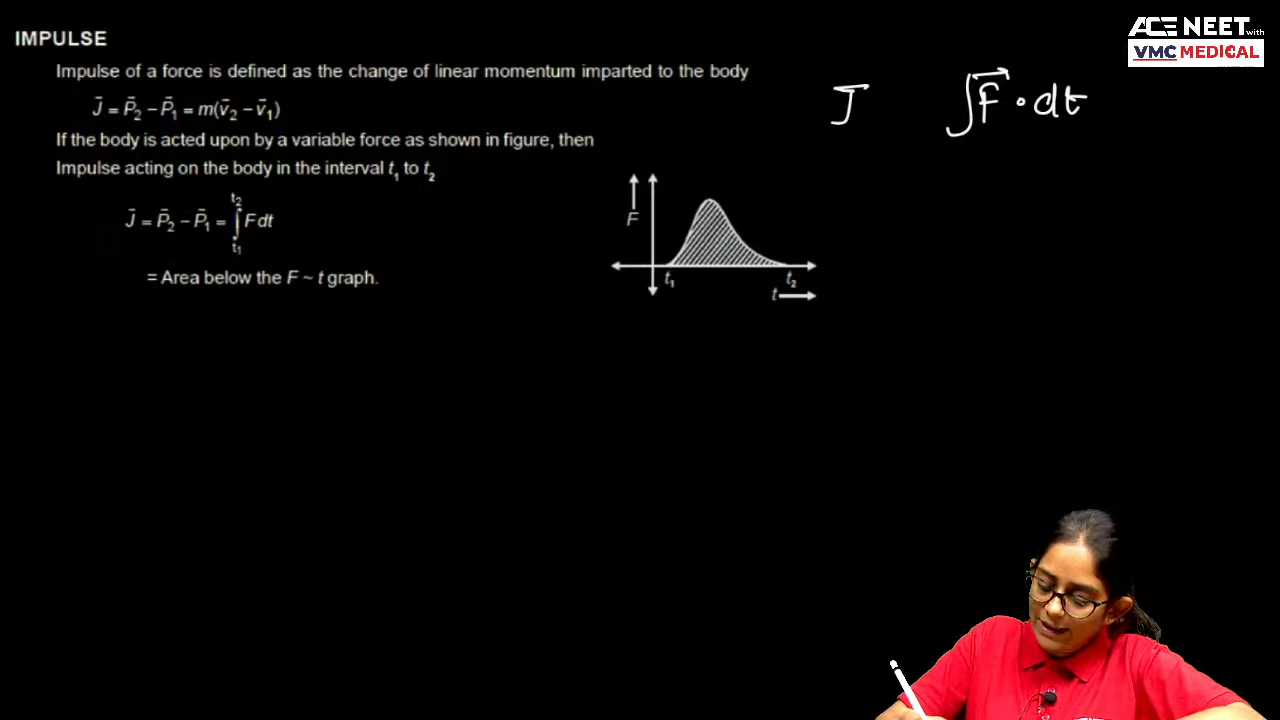 IMPULSE
Impulse of a force is defined as the change of linear momentum imparted to the body
J̄ = P̄₂ − P̄₁ = m(v̄₂ − v̄₁)
If the body is acted upon by a variable force as shown in figure, then
Impulse acting on the body in the interval t₁ to t₂
J̄ = P̄₂ − P̄₁ = ∫ₜ₁ᵗ² F dt
= Area below the F ~ t graph.
F
t₁ t₂
t
J ∫F⃗ · dt
ACE NEET with
VMC MEDICAL